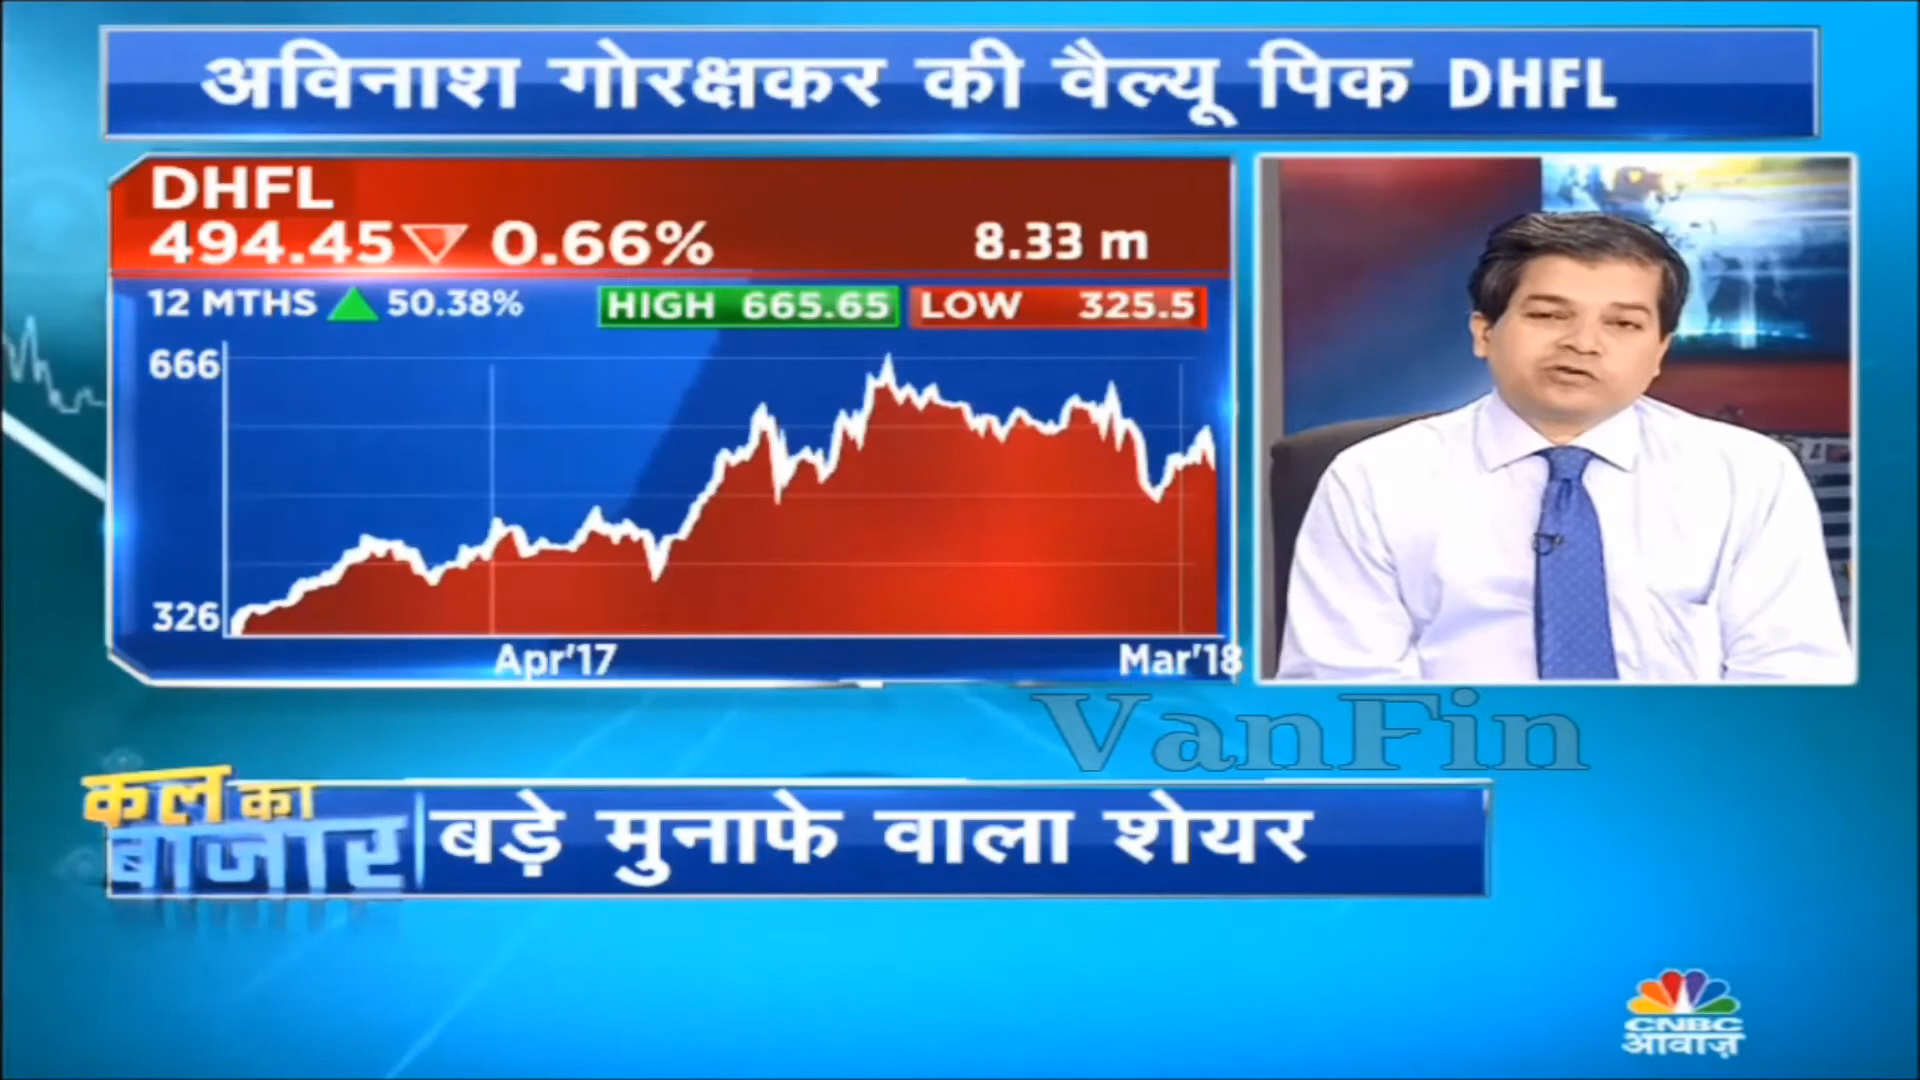 अविनाश गोरक्षकर की वैल्यू पिक DHFL
DHFL
494.45 ▽ 0.66% 8.33 m
12 MTHS ▲ 50.38% HIGH 665.65 LOW 325.5
666
326
Apr'17 Mar'18
VanFin
कल का
बाजार
बड़े मुनाफे वाला शेयर
CNBC
आवाज़